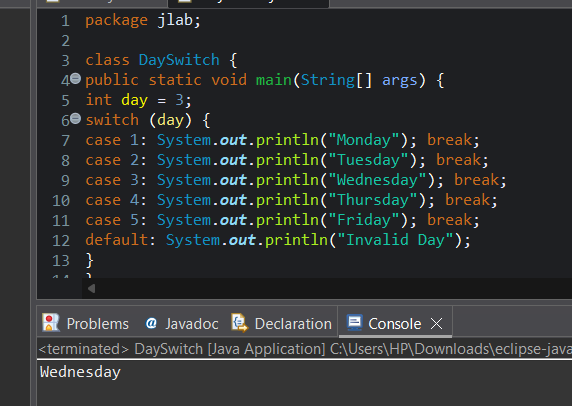 1 package jlab;
2
3 class DaySwitch {
4 public static void main(String[] args) {
5 int day = 3;
6 switch (day) {
7 case 1: System.out.println("Monday"); break;
8 case 2: System.out.println("Tuesday"); break;
9 case 3: System.out.println("Wednesday"); break;
10 case 4: System.out.println("Thursday"); break;
11 case 5: System.out.println("Friday"); break;
12 default: System.out.println("Invalid Day");
13 }
14 }
Problems @ Javadoc Declaration Console
<terminated> DaySwitch [Java Application] C:\Users\HP\Downloads\eclipse-java
Wednesday